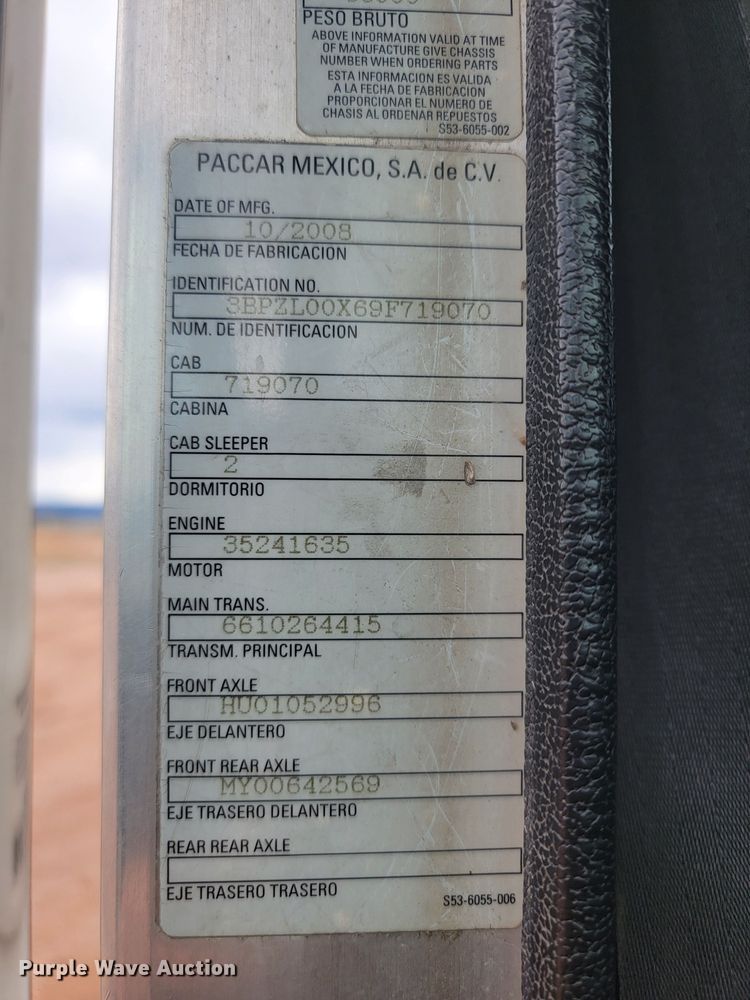 PESO BRUTO
ABOVE INFORMATION VALID AT TIME
OF MANUFACTURE GIVE CHASSIS
NUMBER WHEN ORDERING PARTS
ESTA INFORMACION ES VALIDA
A LA FECHA DE FABRICACION
PROPORCIONAR EL NUMERO DE
CHASIS AL ORDENAR REPUESTOS
S53-6055-002
PACCAR MEXICO, S.A. de C.V.
DATE OF MFG.
10/2008
FECHA DE FABRICACION
IDENTIFICATION NO.
3BPZL00X69F719070
NUM. DE IDENTIFICACION
CAB
719070
CABINA
CAB SLEEPER
2
DORMITORIO
ENGINE
35241635
MOTOR
MAIN TRANS.
6610264415
TRANSM. PRINCIPAL
FRONT AXLE
HU01052996
EJE DELANTERO
FRONT REAR AXLE
MY00642569
EJE TRASERO DELANTERO
REAR REAR AXLE
EJE TRASERO TRASERO
S53-6055-006
Purple Wave Auction